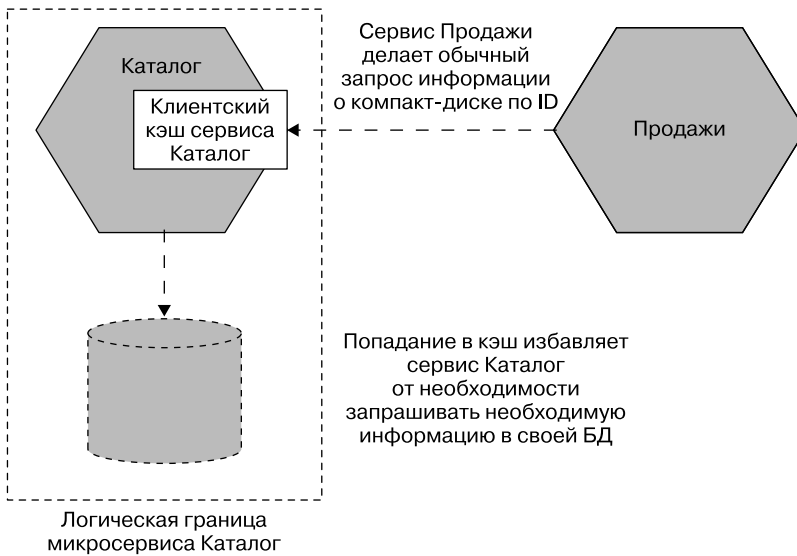 Каталог
Клиентский
кэш сервиса
Каталог
Сервис Продажи
делает обычный
запрос информации
о компакт-диске по ID
Продажи
Попадание в кэш избавляет
сервис Каталог
от необходимости
запрашивать необходимую
информацию в своей БД
Логическая граница
микросервиса Каталог